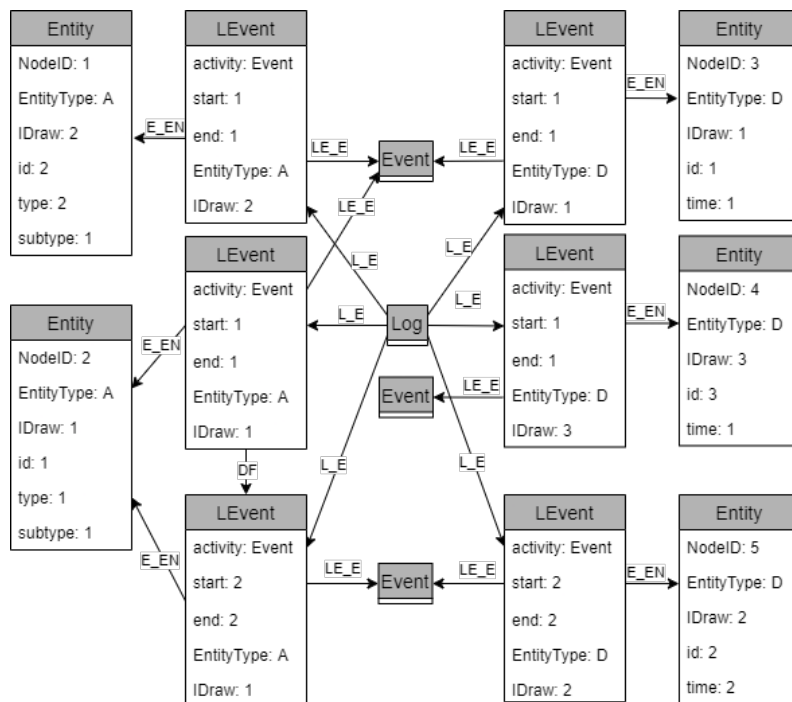 Entity
NodeID: 1
EntityType: A
IDraw: 2
id: 2
type: 2
subtype: 1
E_EN
LEvent
activity: Event
start: 1
end: 1
EntityType: A
IDraw: 2
LE_E
Event
LE_E
LE_E
LEvent
activity: Event
start: 1
end: 1
EntityType: D
IDraw: 1
E_EN
Entity
NodeID: 3
EntityType: D
IDraw: 1
id: 1
time: 1
Entity
NodeID: 2
EntityType: A
IDraw: 1
id: 1
type: 1
subtype: 1
E_EN
LEvent
activity: Event
start: 1
end: 1
EntityType: A
IDraw: 1
L_E
L_E
L_E
Log
L_E
Event
LE_E
LEvent
activity: Event
start: 1
end: 1
EntityType: D
IDraw: 3
E_EN
Entity
NodeID: 4
EntityType: D
IDraw: 3
id: 3
time: 1
DF
L_E
L_E
E_EN
LEvent
activity: Event
start: 2
end: 2
EntityType: A
IDraw: 1
LE_E
Event
LE_E
LEvent
activity: Event
start: 2
end: 2
EntityType: D
IDraw: 2
E_EN
Entity
NodeID: 5
EntityType: D
IDraw: 2
id: 2
time: 2